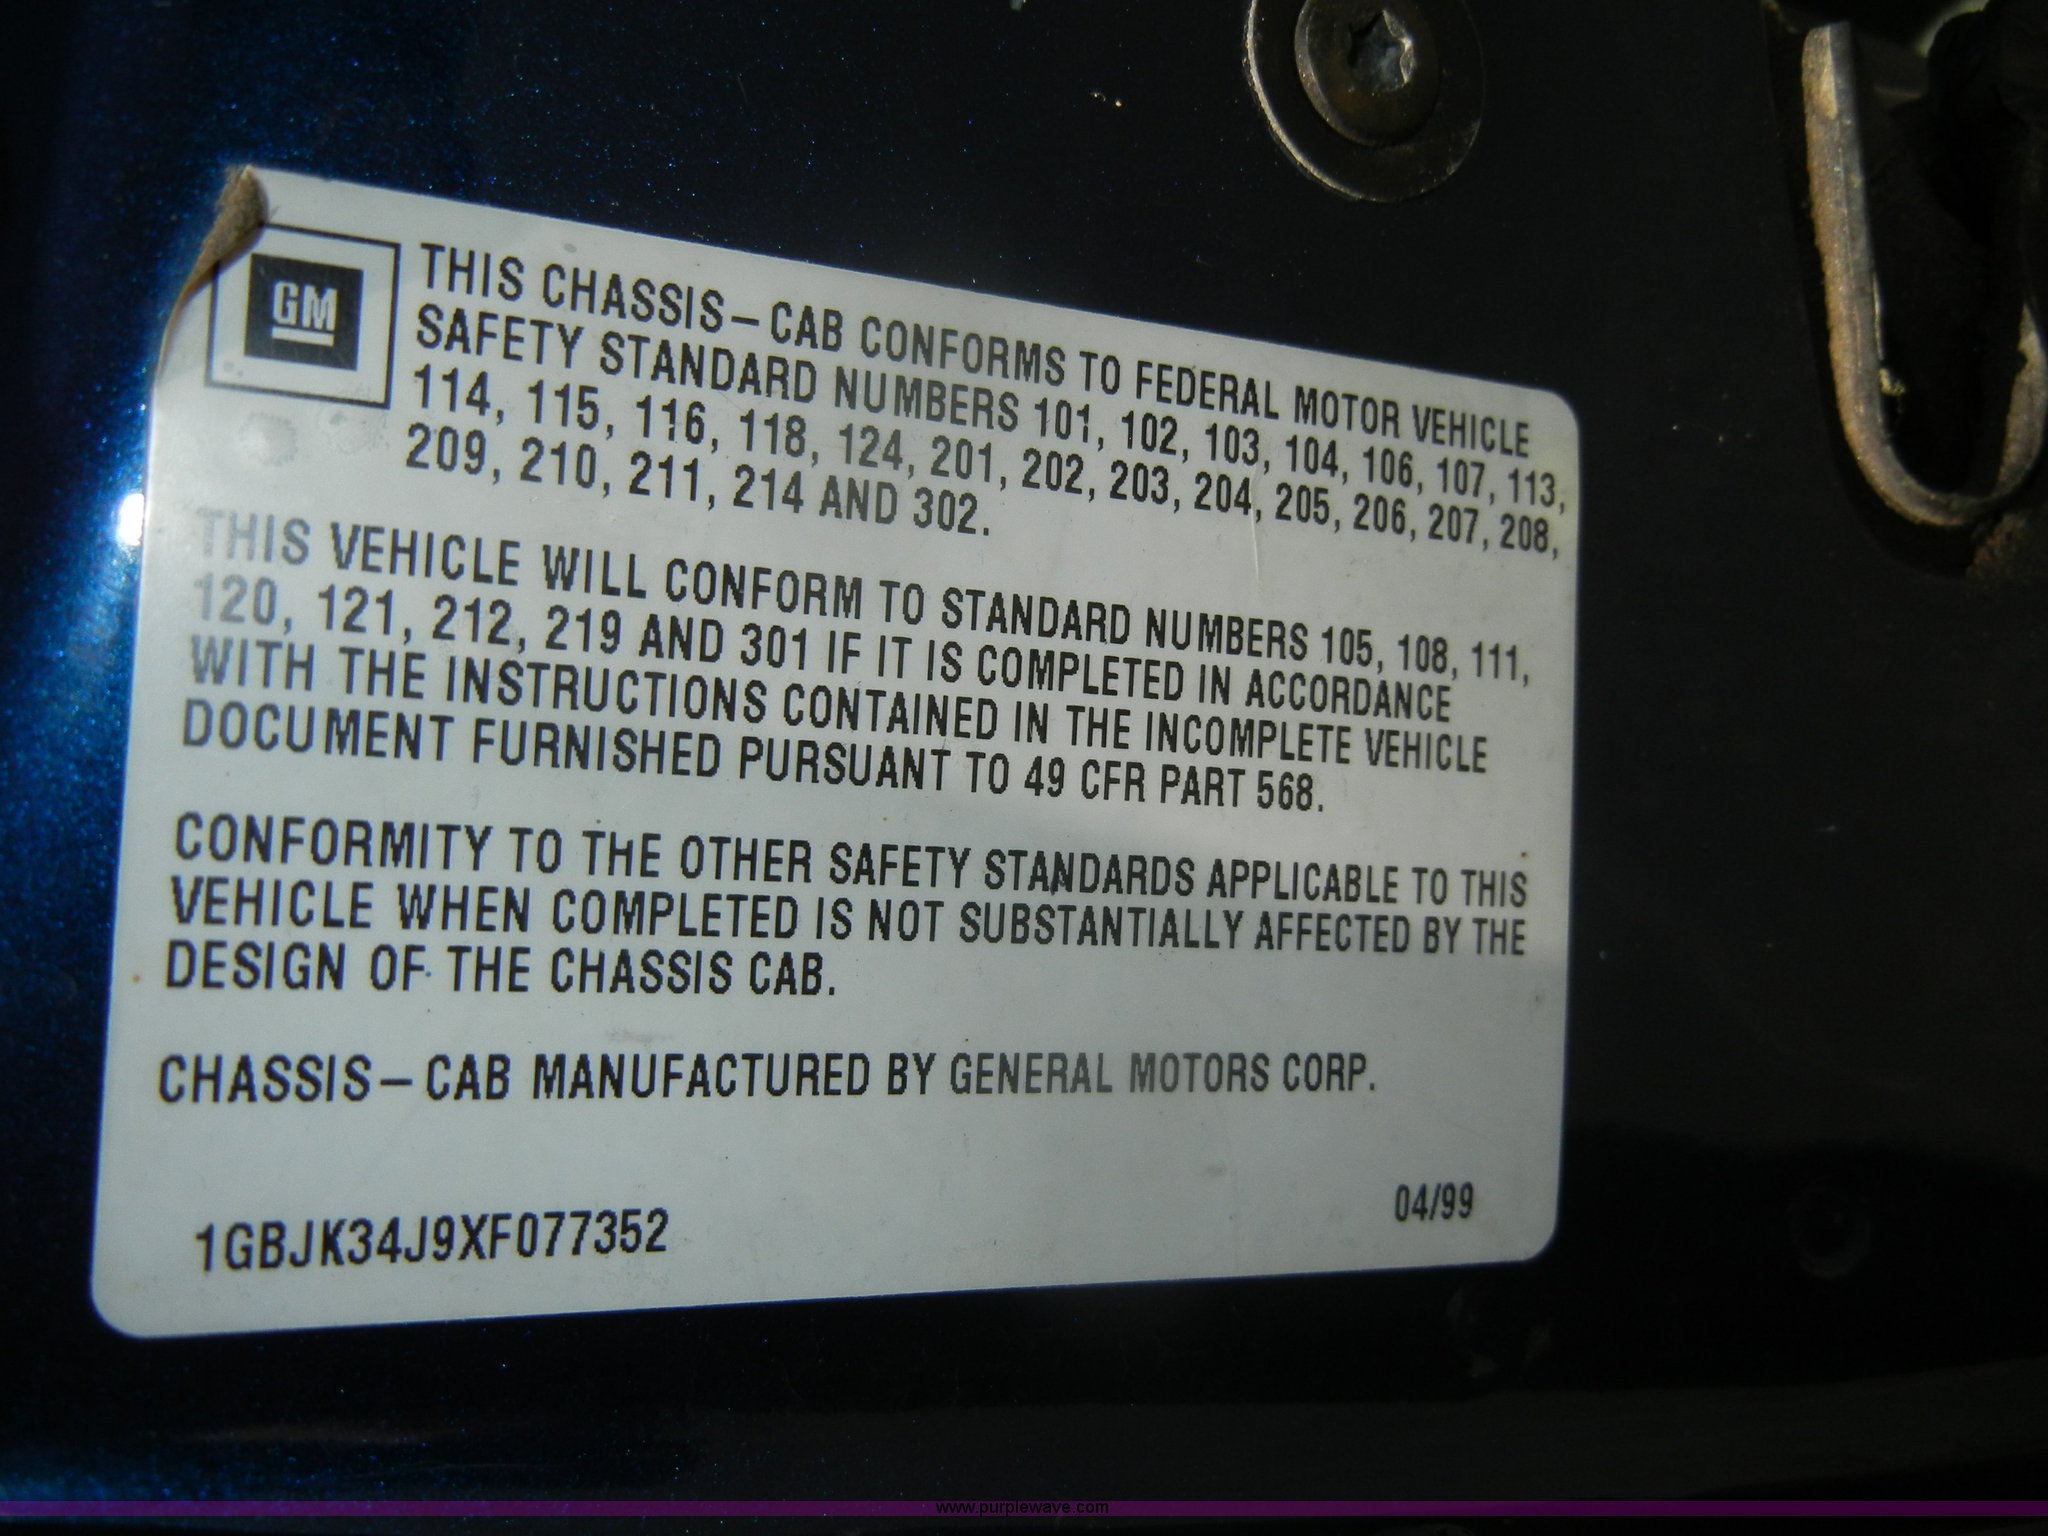 GM
THIS CHASSIS-CAB CONFORMS TO FEDERAL MOTOR VEHICLE
SAFETY STANDARD NUMBERS 101, 102, 103, 104, 106, 107, 113,
114, 115, 116, 118, 124, 201, 202, 203, 204, 205, 206, 207, 208,
209, 210, 211, 214 AND 302.
THIS VEHICLE WILL CONFORM TO STANDARD NUMBERS 105, 108, 111,
120, 121, 212, 219 AND 301 IF IT IS COMPLETED IN ACCORDANCE
WITH THE INSTRUCTIONS CONTAINED IN THE INCOMPLETE VEHICLE
DOCUMENT FURNISHED PURSUANT TO 49 CFR PART 568.
CONFORMITY TO THE OTHER SAFETY STANDARDS APPLICABLE TO THIS
VEHICLE WHEN COMPLETED IS NOT SUBSTANTIALLY AFFECTED BY THE
DESIGN OF THE CHASSIS CAB.
CHASSIS-CAB MANUFACTURED BY GENERAL MOTORS CORP.
04/99
1GBJK34J9XF077352
www.purplewave.com